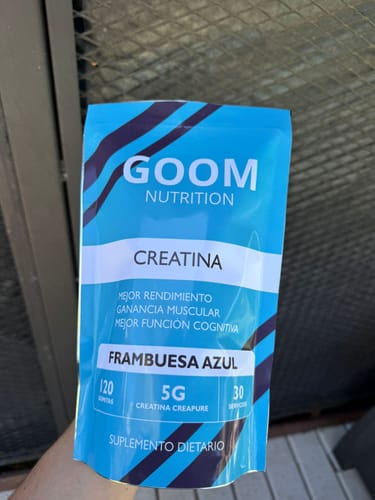 GOOM
NUTRITION
CREATINA
MEJOR RENDIMIENTO
GANANCIA MUSCULAR
MEJOR FUNCIÓN COGNITIVA
FRAMBUESA AZUL
120 5G 30
GOMITAS CREATINA CREAPURE SERVICIOS
SUPLEMENTO DIETARIO